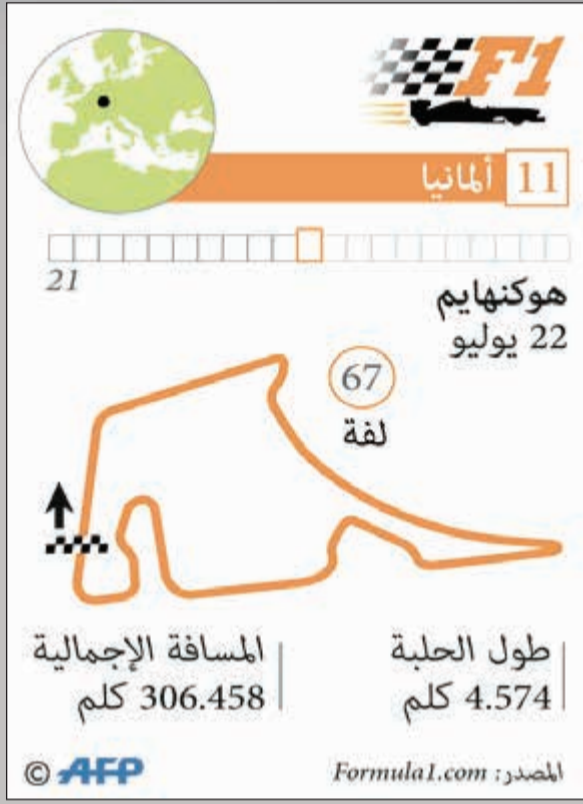 F1
11 ألمانيا
21
هوكنهايم
22 يوليو
67
لفة
طول الحلبة
4.574 كلم
المسافة الإجمالية
306.458 كلم
المصدر: Formula1.com
© AFP